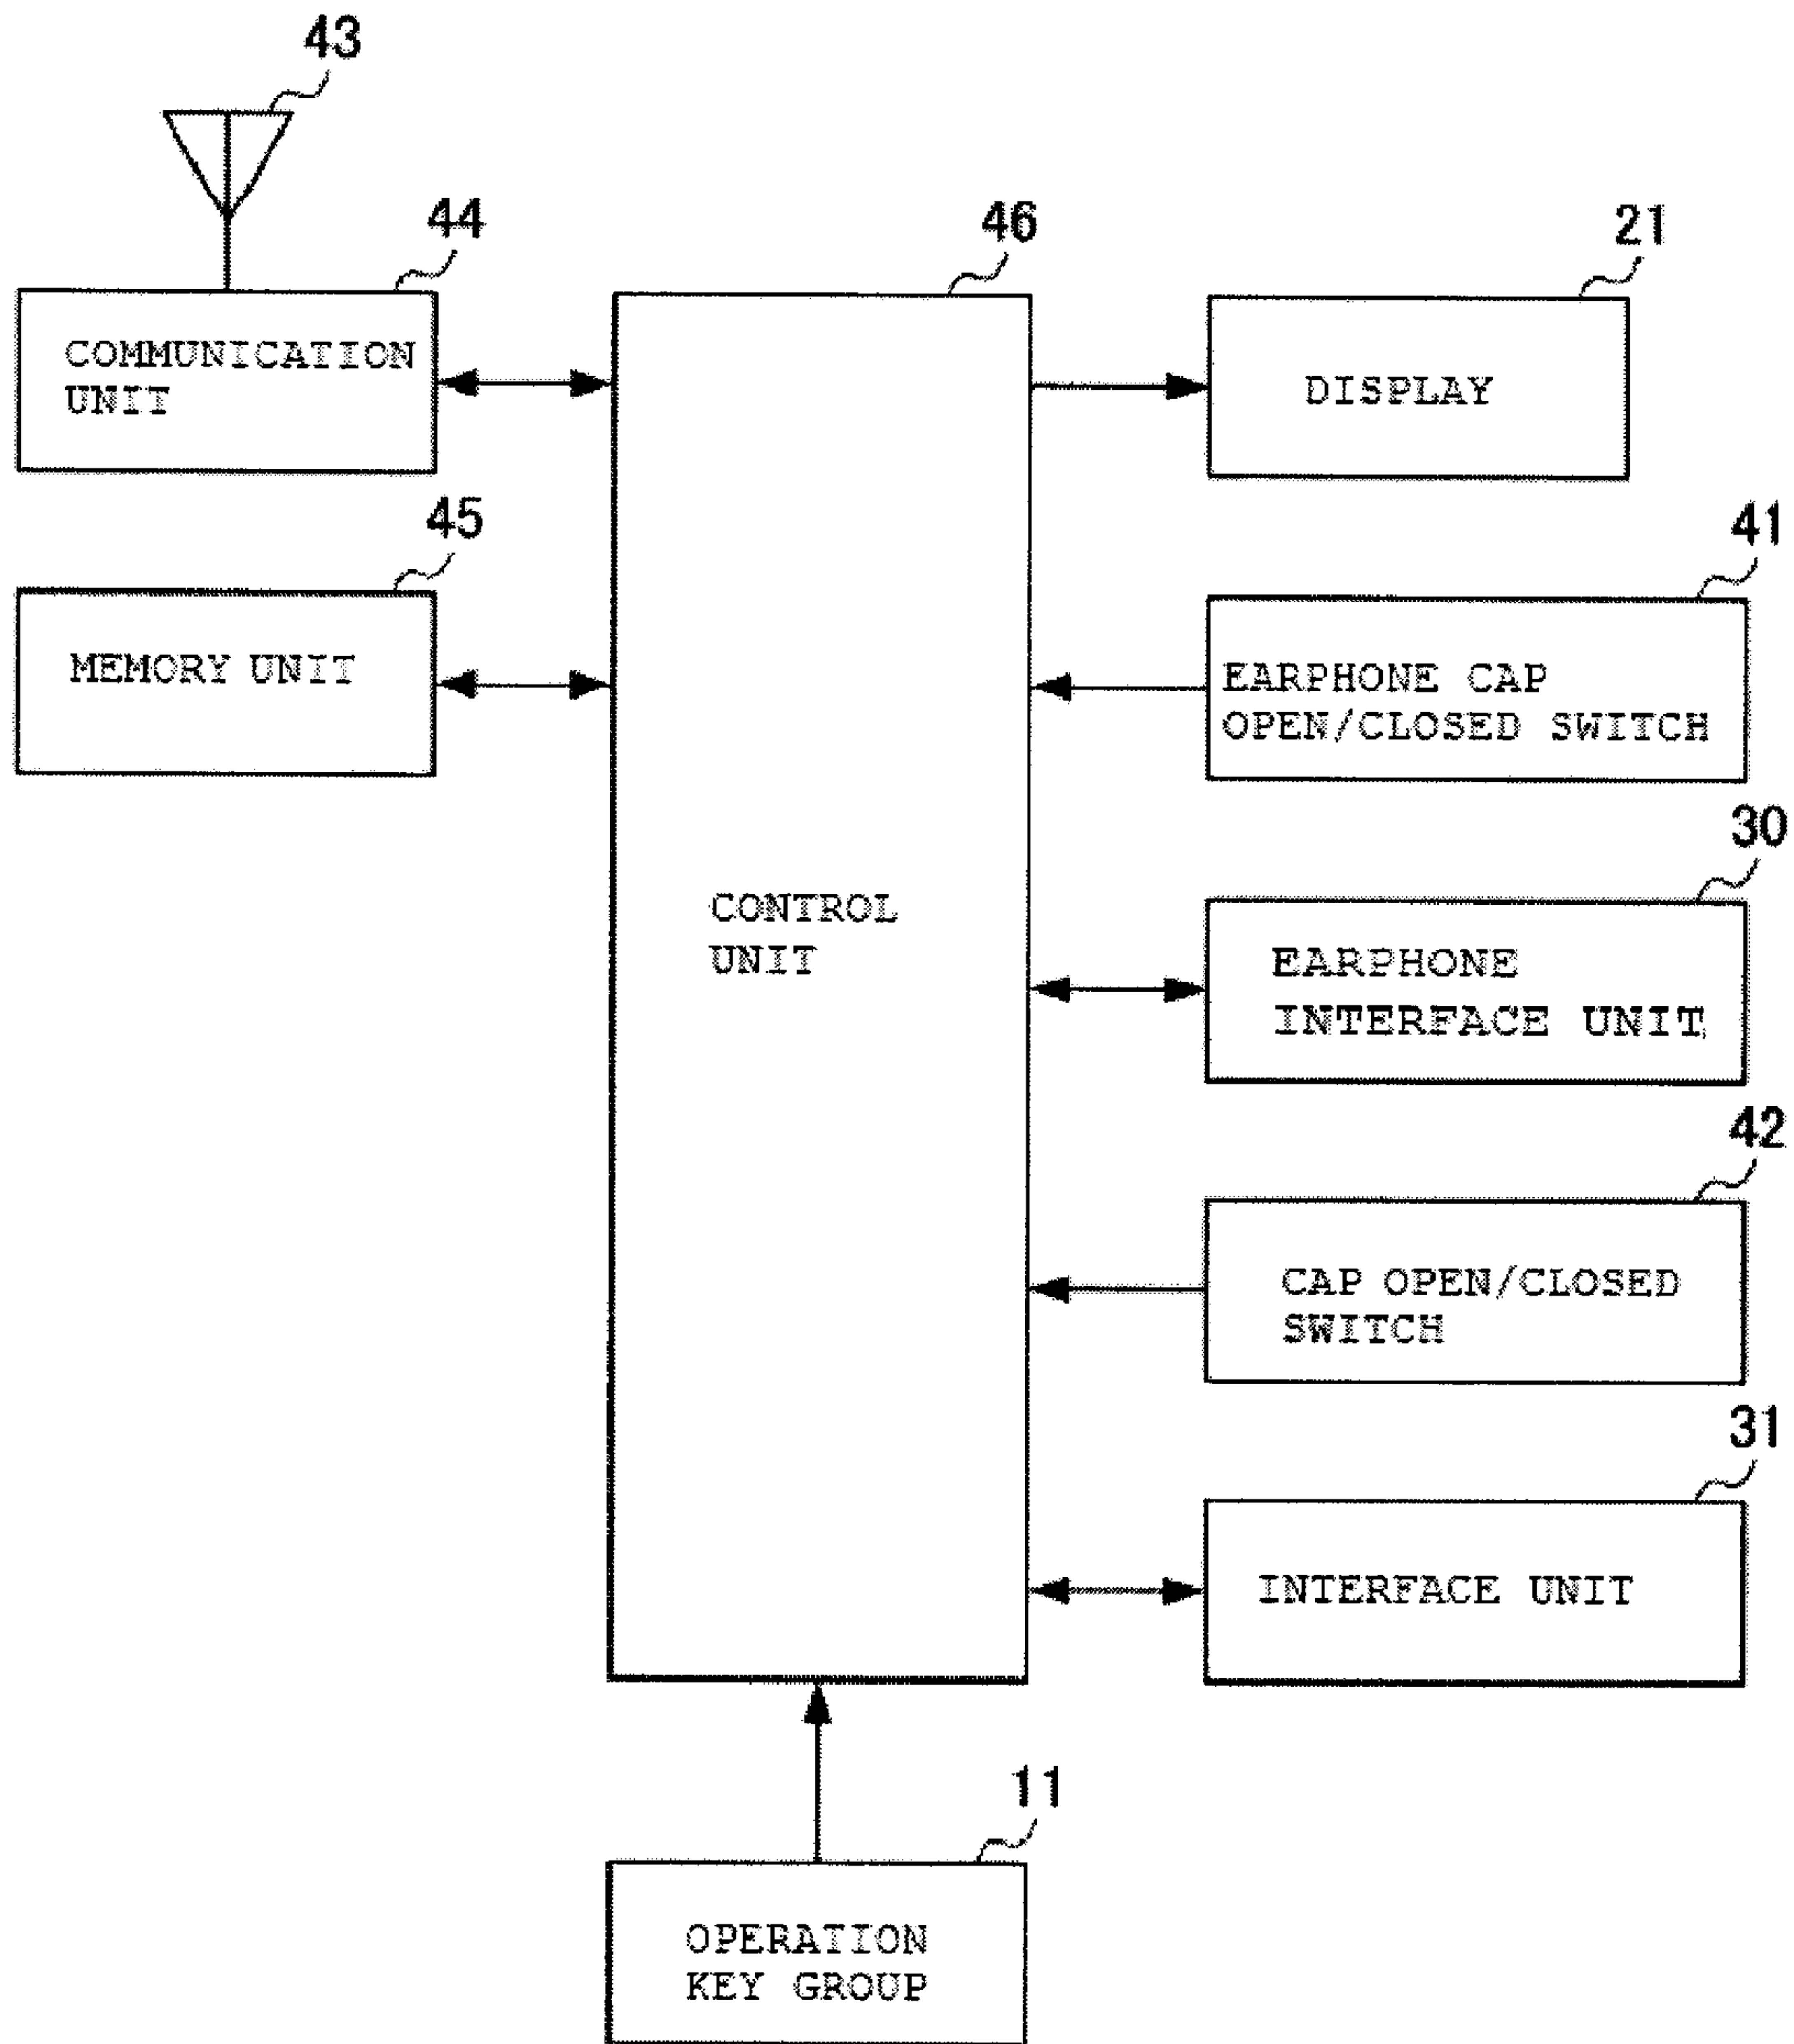 43
44
46
21
COMMUNICATION
UNIT
DISPLAY
45
41
MEMORY UNIT
EARPHONE CAP
OPEN/CLOSED SWITCH
30
CONTROL
UNIT
EARPHONE
INTERFACE UNIT
42
CAP OPEN/CLOSED
SWITCH
31
INTERFACE UNIT
11
OPERATION
KEY GROUP